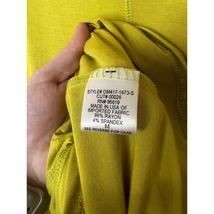 STYLE# DM417-1673-S
CUT# 00026
RN# 95419
MADE IN USA OF
IMPORTED FABRIC
96% RAYON
4% SPANDEX
M
SEE REVERSE FOR CARE